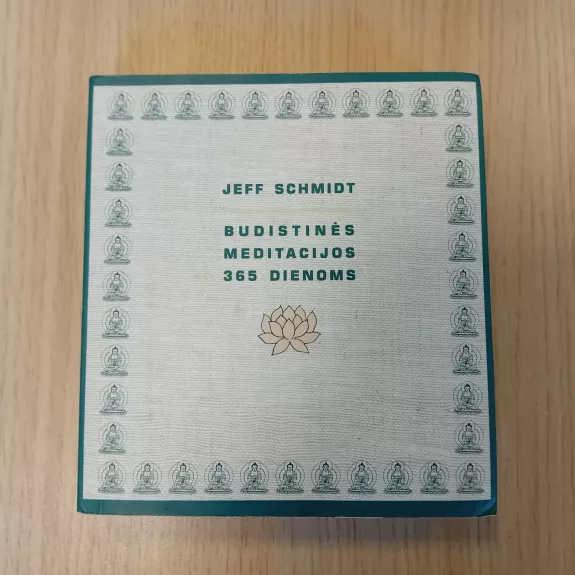 JEFF SCHMIDT
BUDISTINĖS
MEDITACIJOS
365 DIENOMS